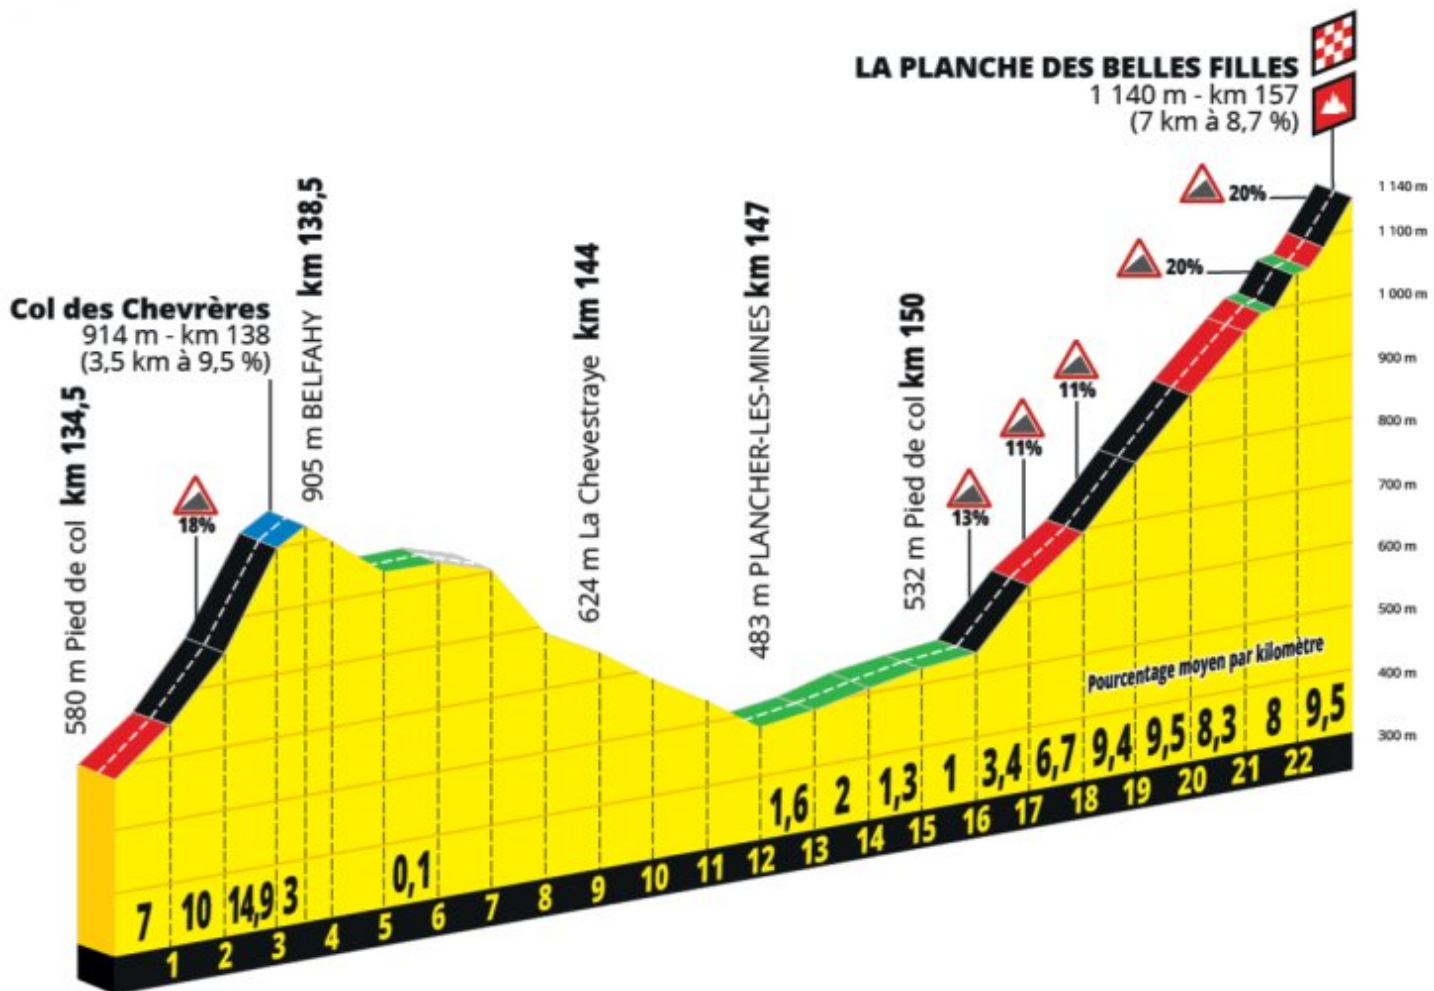 LA PLANCHE DES BELLES FILLES
1 140 m - km 157
(7 km à 8,7 %)
Col des Chevrères
914 m - km 138
(3,5 km à 9,5 %)
580 m Pied de col km 134,5
905 m BELFAHY km 138,5
624 m La Chevestraye km 144
483 m PLANCHER-LES-MINES km 147
532 m Pied de col km 150
18%
13%
11%
11%
20%
20%
1 140 m
1 100 m
1 000 m
900 m
800 m
700 m
600 m
500 m
400 m
300 m
Pourcentage moyen par kilomètre
7 10 14,9 3 0,1 1,6 2 1,3 1 3,4 6,7 9,4 9,5 8,3 8 9,5
1 2 3 4 5 6 7 8 9 10 11 12 13 14 15 16 17 18 19 20 21 22